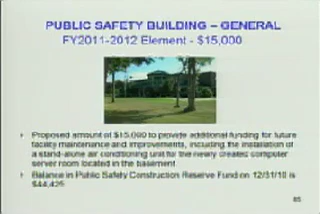 PUBLIC SAFETY BUILDING – GENERAL
FY2011-2012 Element - $15,000
Proposed amount of $15,000 to provide additional funding for future
facility maintenance and improvements, including the installation of
a stand-alone air conditioning unit for the newly created computer
server room located in the basement.
Balance in Public Safety Construction Reserve Fund on 12/31/10 is
$44,425